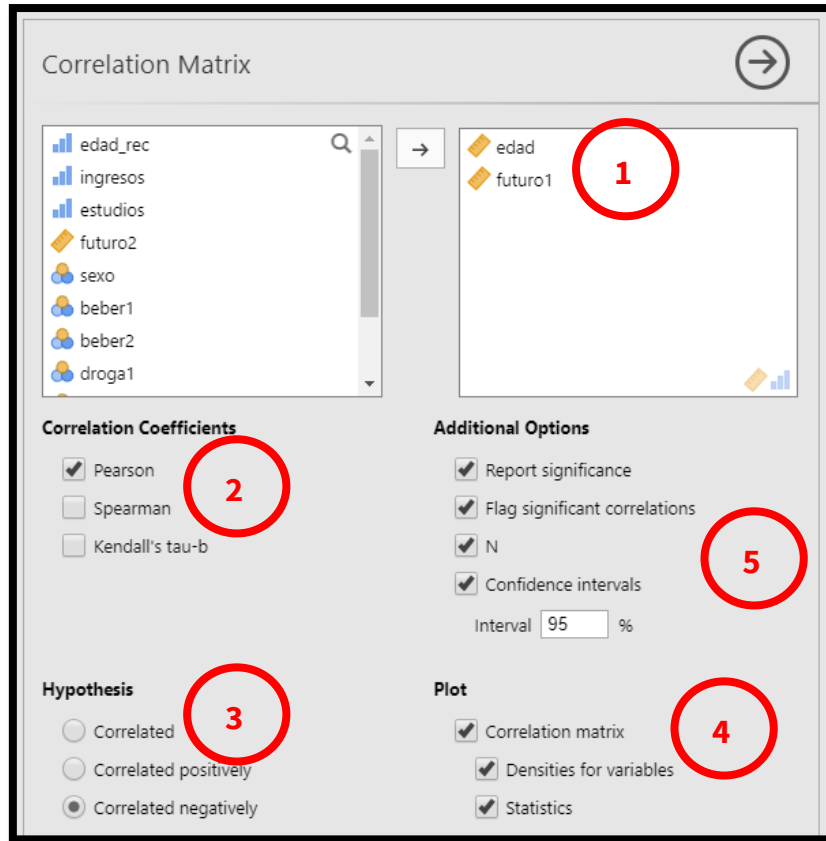 Correlation Matrix
edad_rec
ingresos
estudios
futuro2
sexo
beber1
beber2
droga1
edad
futuro1
1
Correlation Coefficients
Pearson
Spearman
Kendall's tau-b
2
Additional Options
Report significance
Flag significant correlations
N
Confidence intervals
Interval 95 %
5
Hypothesis
Correlated
Correlated positively
Correlated negatively
3
Plot
Correlation matrix
Densities for variables
Statistics
4